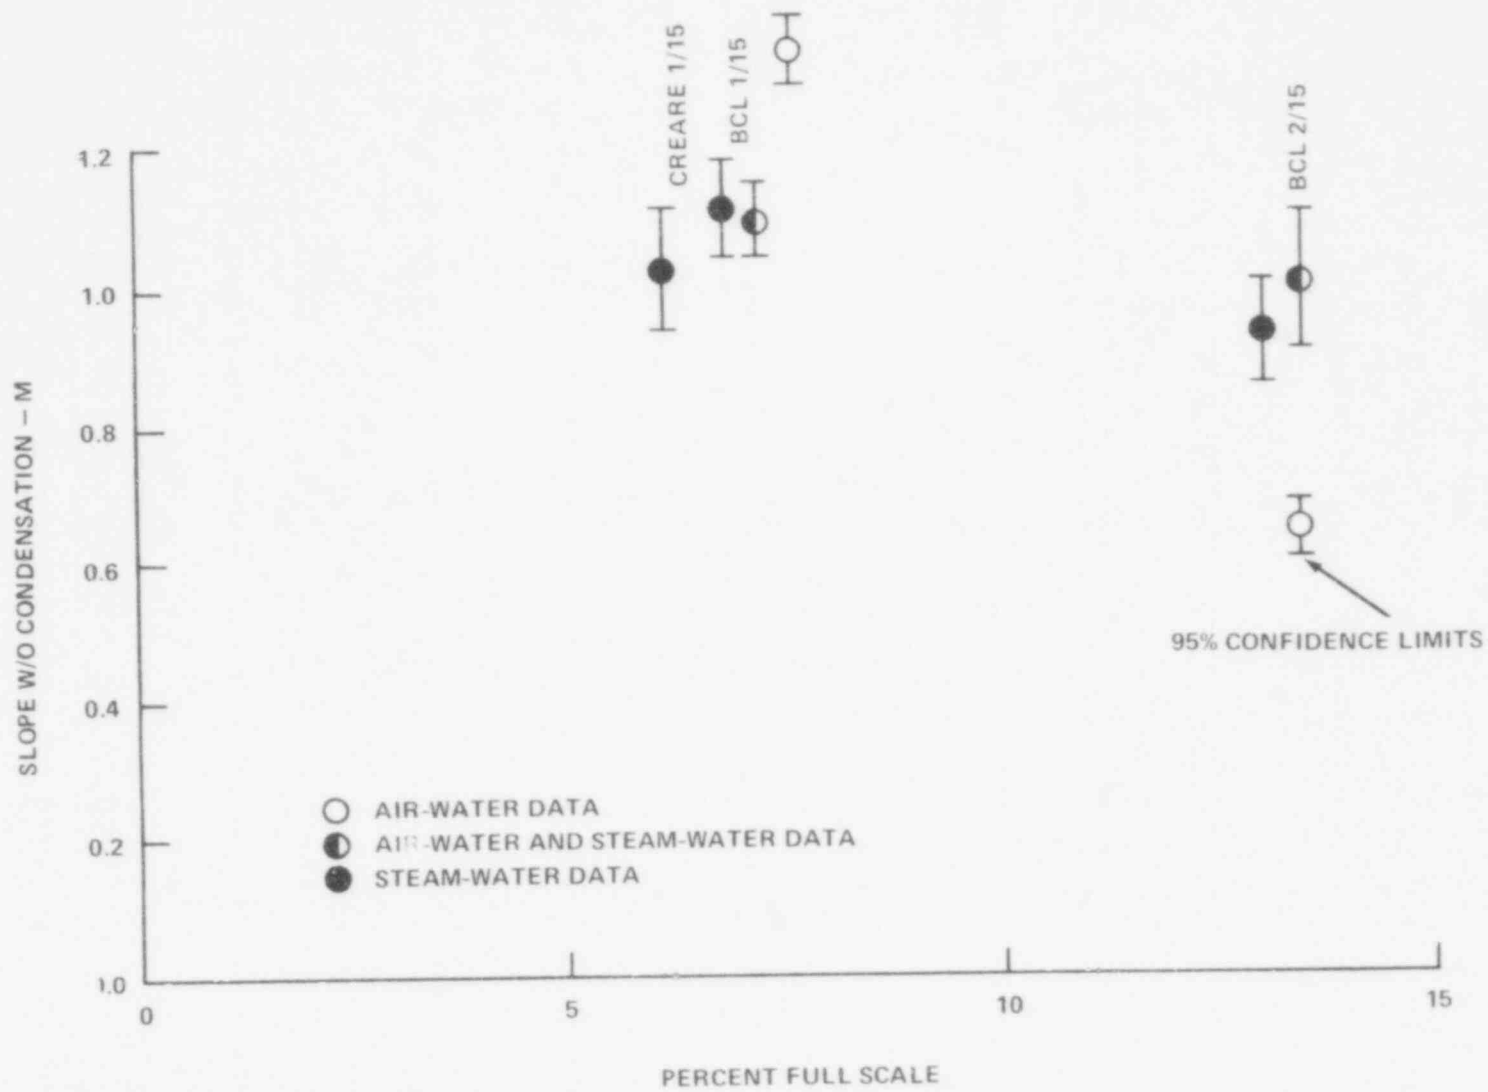 CREARE 1/15
BCL 1/15
BCL 2/15
1.2
1.0
0.8
0.6
0.4
0.2
1.0
SLOPE W/O CONDENSATION – M
95% CONFIDENCE LIMITS
AIR-WATER DATA
AIR-WATER AND STEAM-WATER DATA
STEAM-WATER DATA
0
5
10
15
PERCENT FULL SCALE